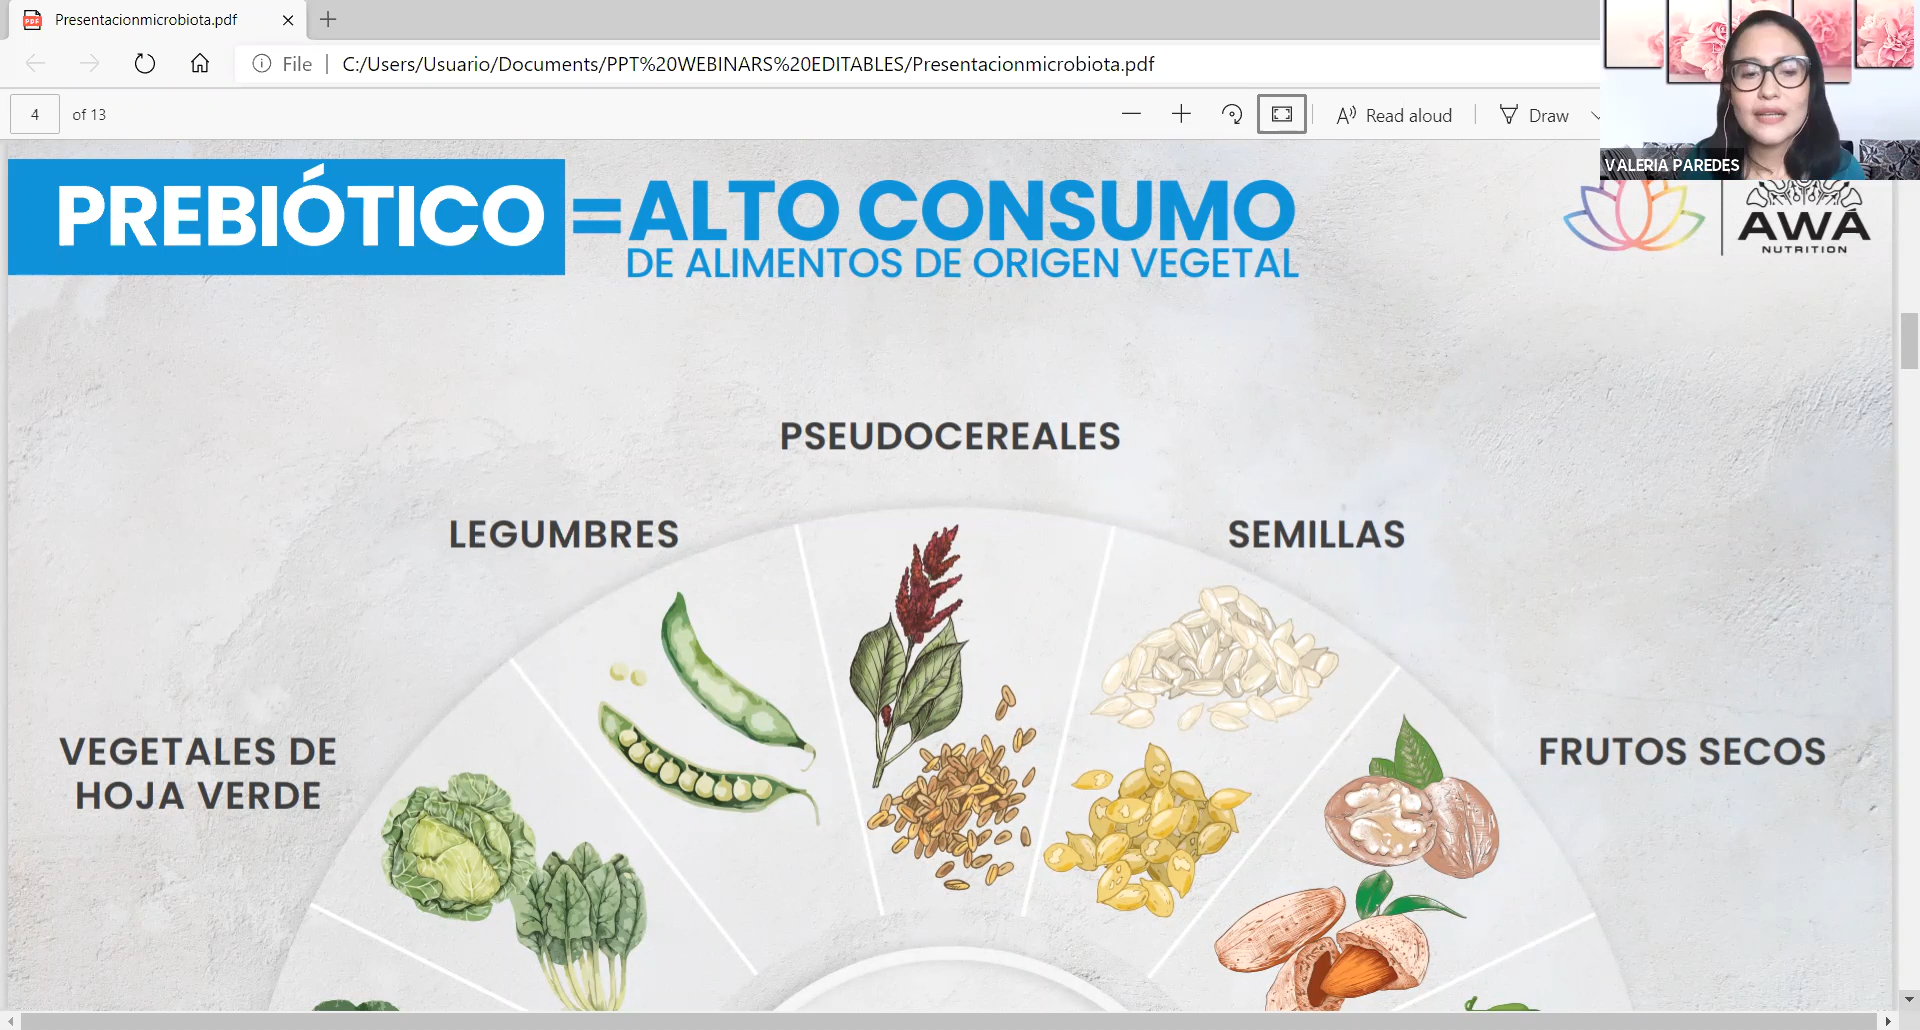 Presentacionmicrobiota.pdf
File
C:/Users/Usuario/Documents/PPT%20WEBINARS%20EDITABLES/Presentacionmicrobiota.pdf
4 of 13
Read aloud
Draw
VALERIA PAREDES
PREBIÓTICO =ALTO CONSUMO
DE ALIMENTOS DE ORIGEN VEGETAL
AWÁ
NUTRITION
PSEUDOCEREALES
LEGUMBRES
SEMILLAS
VEGETALES DE
HOJA VERDE
FRUTOS SECOS